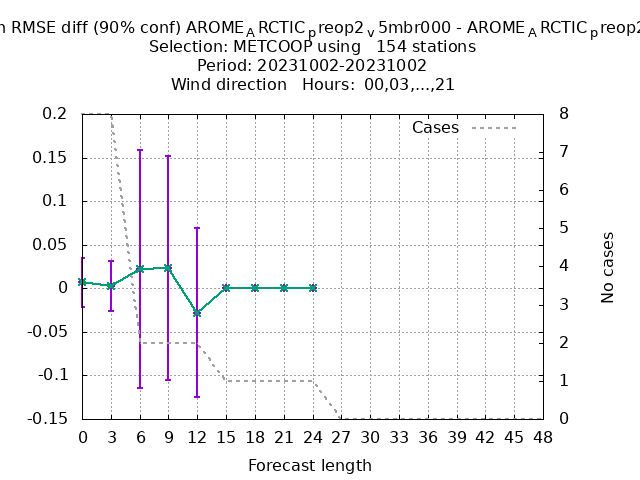 RMSE diff (90% conf) AROME_ARCTIC_preop2_v5mbr000 - AROME_ARCTIC_preop2
Selection: METCOOP using 154 stations
Period: 20231002-20231002
Wind direction Hours: 00,03,...,21
Cases
0.2
0.15
0.1
0.05
0
-0.05
-0.1
-0.15
8
7
6
5
4
3
2
1
0
No cases
0 3 6 9 12 15 18 21 24 27 30 33 36 39 42 45 48
Forecast length